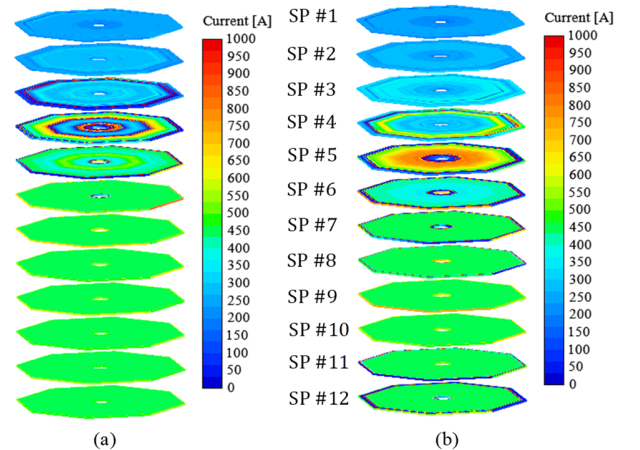 Current [A]
1000
950
900
850
800
750
700
650
600
550
500
450
400
350
300
250
200
150
100
50
0
(a)
SP #1
SP #2
SP #3
SP #4
SP #5
SP #6
SP #7
SP #8
SP #9
SP #10
SP #11
SP #12
(b)
Current [A]
1000
950
900
850
800
750
700
650
600
550
500
450
400
350
300
250
200
150
100
50
0